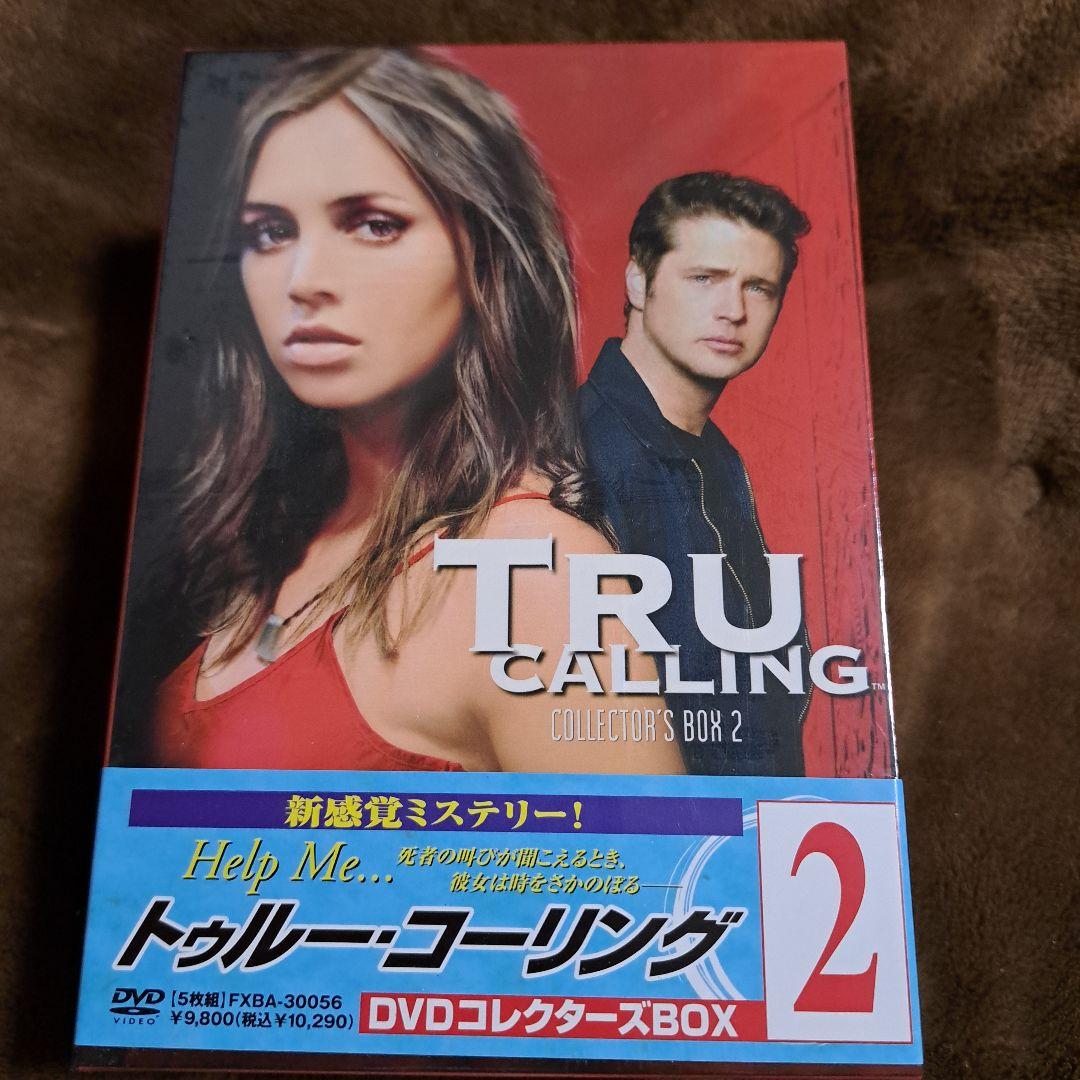 TRU
CALLING™
COLLECTOR'S BOX 2
新感覚ミステリー!
Help Me...
死者の叫びが聞こえるとき、
彼女は時をさかのぼる──
トゥルー・コーリング
2
DVD
VIDEO
【5枚組】FXBA-30056
¥9,800(税込¥10,290)
DVDコレクターズBOX